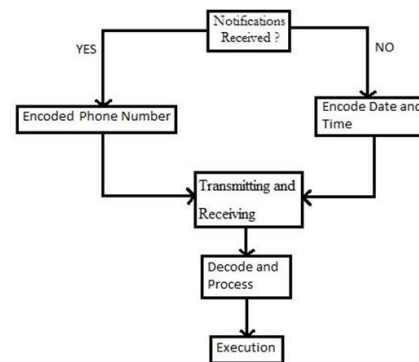 Notifications
Received ?
YES
NO
Encoded Phone Number
Encode Date and
Time
Transmitting and
Receiving
Decode and
Process
Execution